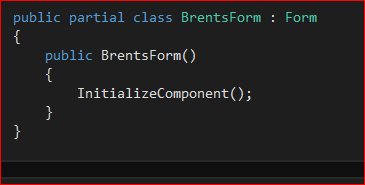 public partial class BrentsForm : Form
{
    public BrentsForm()
    {
        InitializeComponent();
    }
}